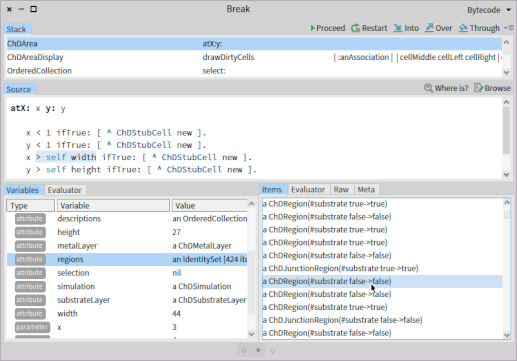 Break
Bytecode
Stack
Proceed Restart Into Over Through
ChDArea atX:y:
ChDAreaDisplay drawDirtyCells [ :anAssociation | | cellMiddle cellLeft cellRight |
OrderedCollection select:
Source
Where is? Browse
atX: x y: y
x < 1 ifTrue: [ ^ ChDStubCell new ].
y < 1 ifTrue: [ ^ ChDStubCell new ].
x > self width ifTrue: [ ^ ChDStubCell new ].
y > self height ifTrue: [ ^ ChDStubCell new ].
Variables Evaluator
Type Variable Value
attribute descriptions an OrderedCollection
attribute height 27
attribute metalLayer a ChDMetalLayer
attribute regions an IdentitySet [424 ite
attribute selection nil
attribute simulation a ChDSimulation
attribute substrateLayer a ChDSubstrateLayer
attribute width 44
parameter x 3
Items Evaluator Raw Meta
a ChDRegion(#substrate true->true)
a ChDRegion(#substrate false->false)
a ChDRegion(#substrate true->true)
a ChDRegion(#substrate false->false)
a ChDRegion(#substrate false->false)
a ChDJunctionRegion(#substrate true->true)
a ChDRegion(#substrate false->false)
a ChDRegion(#substrate false->false)
a ChDRegion(#substrate true->true)
a ChDJunctionRegion(#substrate false->false)
a ChDRegion(#substrate false->false)